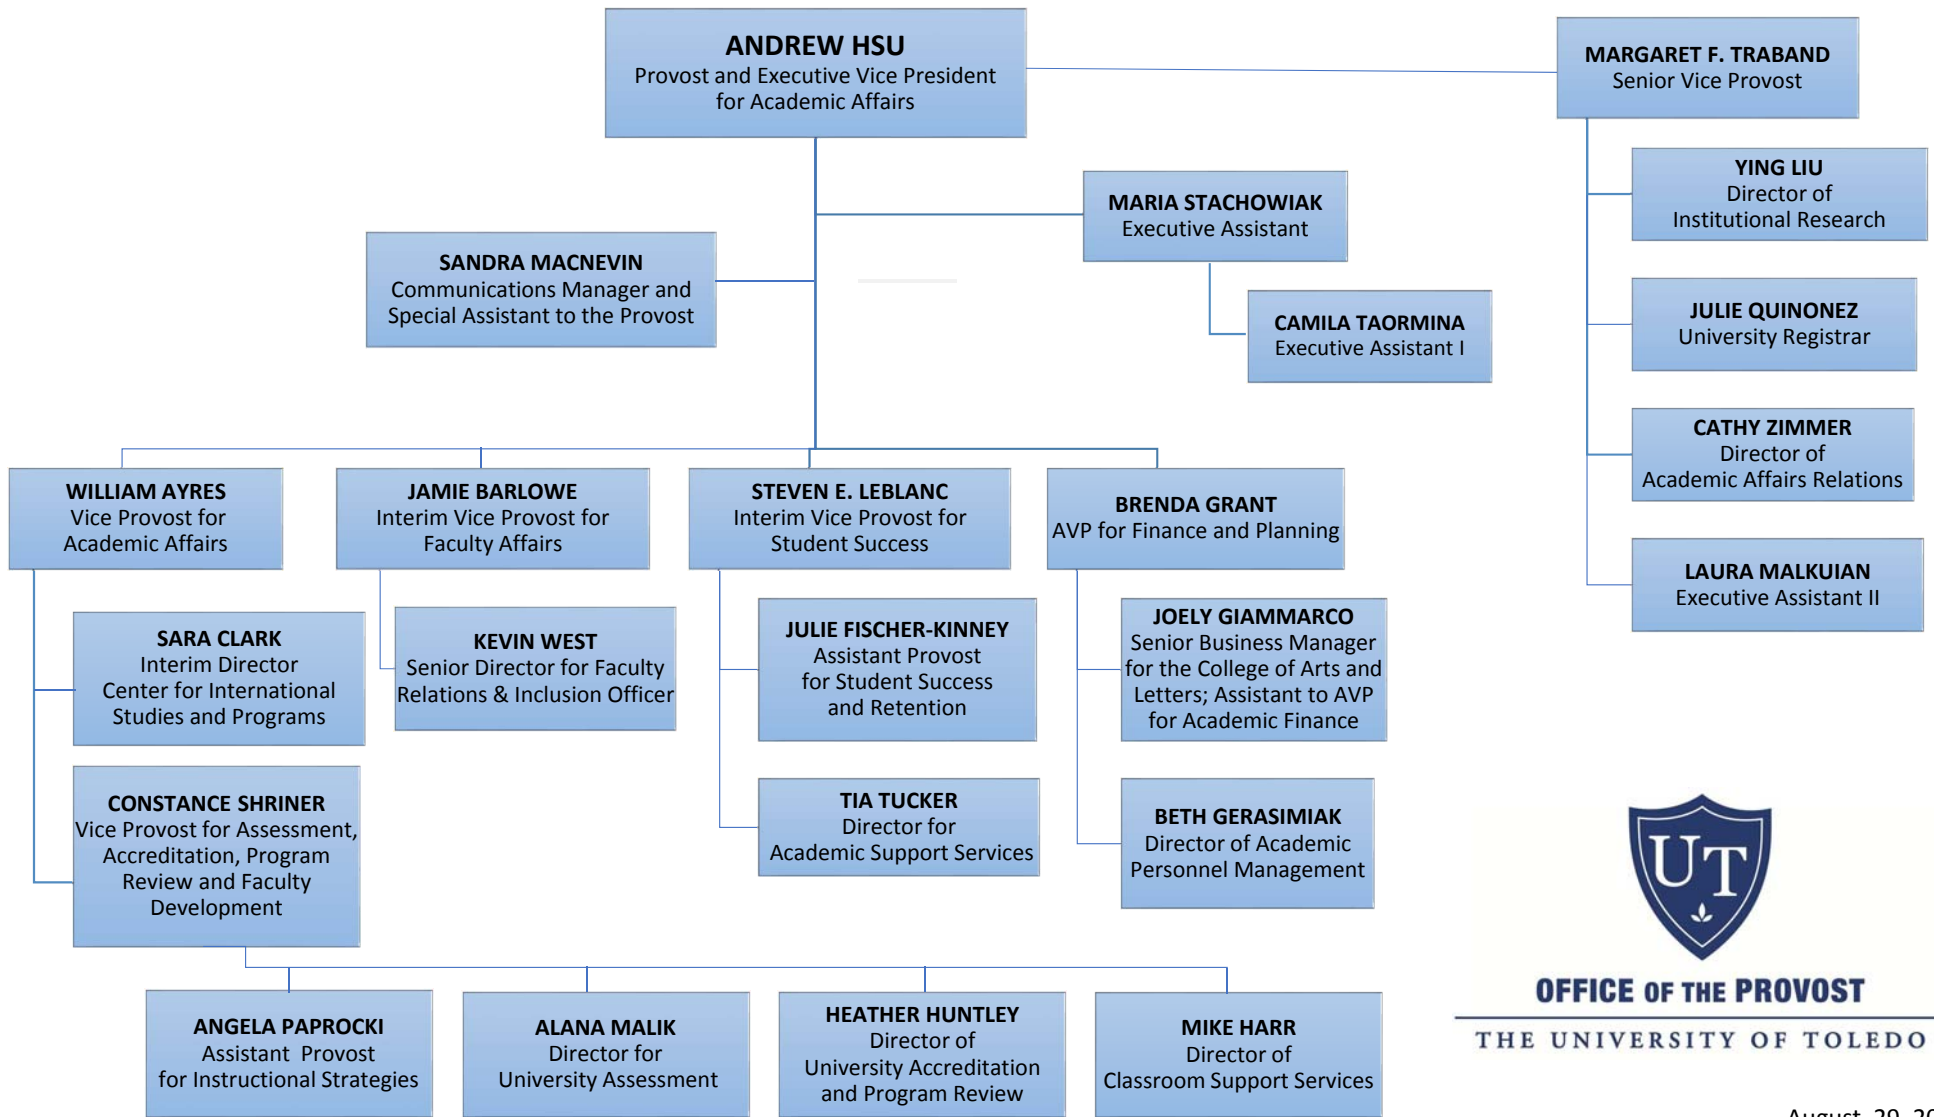 ANDREW HSU
Provost and Executive Vice President
for Academic Affairs
MARGARET F. TRABAND
Senior Vice Provost
YING LIU
Director of
Institutional Research
MARIA STACHOWIAK
Executive Assistant
SANDRA MACNEVIN
Communications Manager and
Special Assistant to the Provost
CAMILA TAORMINA
Executive Assistant I
JULIE QUINONEZ
University Registrar
CATHY ZIMMER
Director of
Academic Affairs Relations
LAURA MALKUIAN
Executive Assistant II
WILLIAM AYRES
Vice Provost for
Academic Affairs
JAMIE BARLOWE
Interim Vice Provost for
Faculty Affairs
STEVEN E. LEBLANC
Interim Vice Provost for
Student Success
BRENDA GRANT
AVP for Finance and Planning
SARA CLARK
Interim Director
Center for International
Studies and Programs
KEVIN WEST
Senior Director for Faculty
Relations & Inclusion Officer
JULIE FISCHER-KINNEY
Assistant Provost
for Student Success
and Retention
JOELY GIAMMARCO
Senior Business Manager
for the College of Arts and
Letters; Assistant to AVP
for Academic Finance
CONSTANCE SHRINER
Vice Provost for Assessment,
Accreditation, Program
Review and Faculty
Development
TIA TUCKER
Director for
Academic Support Services
BETH GERASIMIAK
Director of Academic
Personnel Management
ANGELA PAPROCKI
Assistant  Provost
for Instructional Strategies
ALANA MALIK
Director for
University Assessment
HEATHER HUNTLEY
Director of
University Accreditation
and Program Review
MIKE HARR
Director of
Classroom Support Services
UT
OFFICE OF THE PROVOST
THE UNIVERSITY OF TOLEDO
August  29,